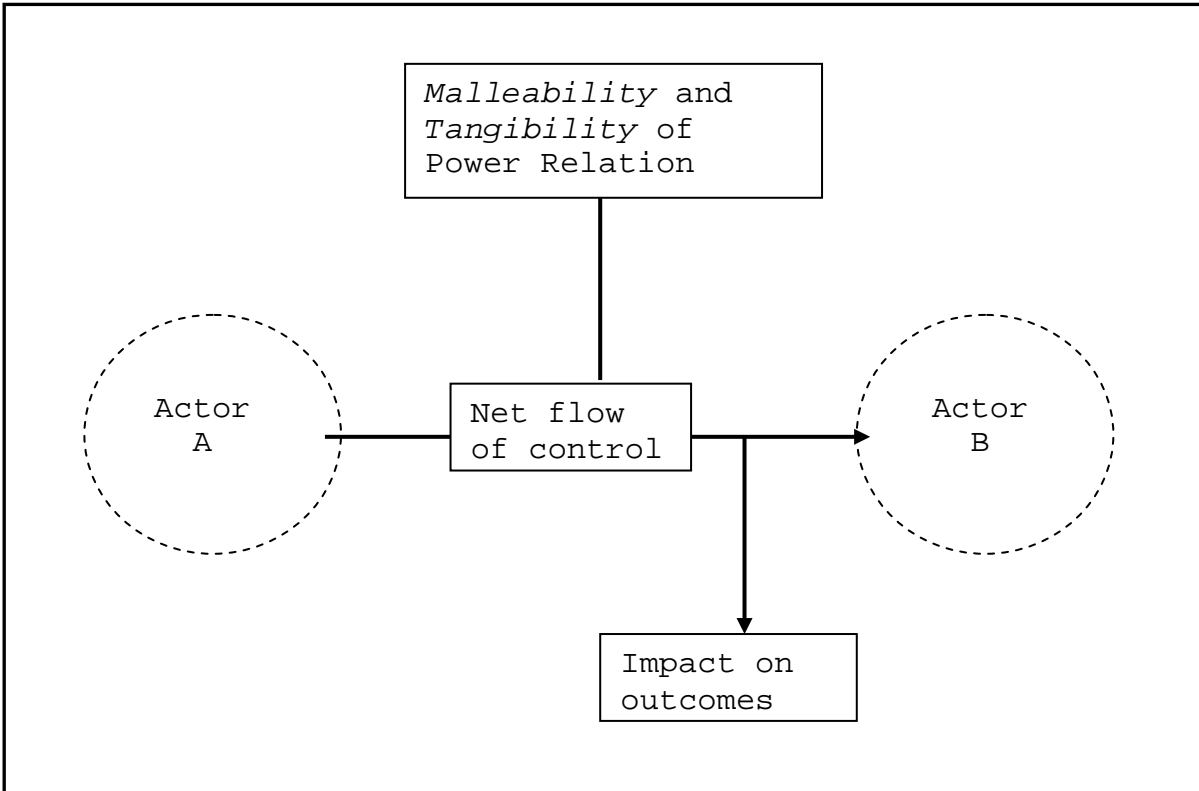 Malleability and
Tangibility of
Power Relation
Actor
A
Net flow
of control
Actor
B
Impact on
outcomes